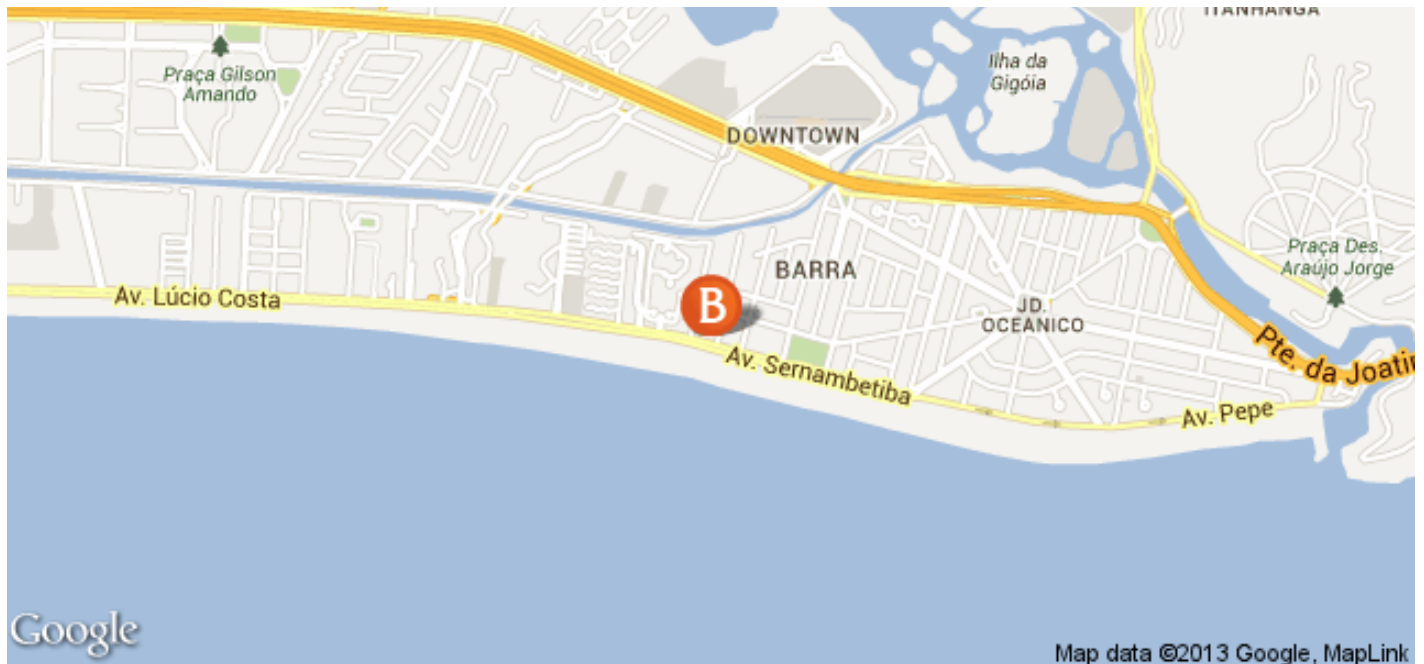 ITANHANGA
Praça Gilson
Amando
Ilha da
Gigóia
DOWNTOWN
BARRA
Praça Des.
Araújo Jorge
Av. Lúcio Costa
B
JD.
OCEANICO
Av. Sernambetiba
Pte. da Joatin
Av. Pepe
Google
Map data ©2013 Google, MapLink